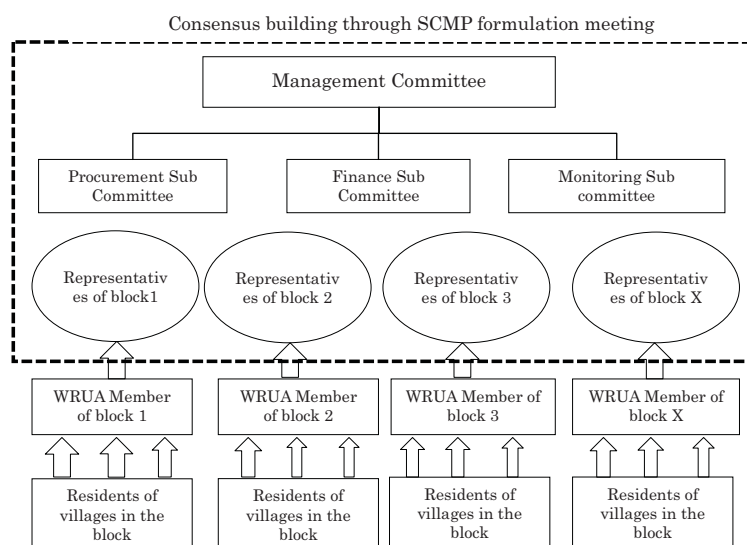 Consensus building through SCMP formulation meeting
Management Committee
Procurement Sub
Committee
Finance Sub
Committee
Monitoring Sub
committee
Representativ
es of block1
Representativ
es of block 2
Representativ
es of block 3
Representativ
es of block X
WRUA Member
of block 1
WRUA Member
of block 2
WRUA Member of
block 3
WRUA Member of
block X
Residents of
villages in the
block
Residents of
villages in the
block
Residents of
villages in the
block
Residents of
villages in the
block